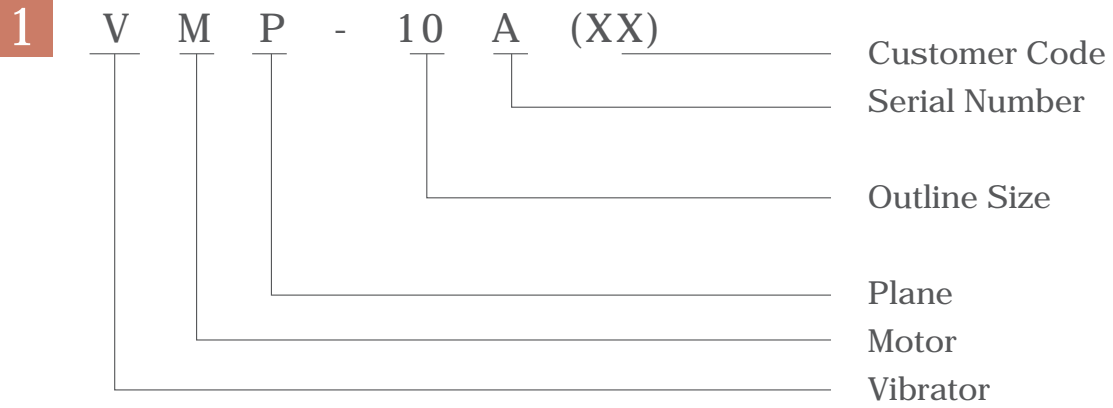 1 V M P - 10 A (XX)
Customer Code
Serial Number
Outline Size
Plane
Motor
Vibrator